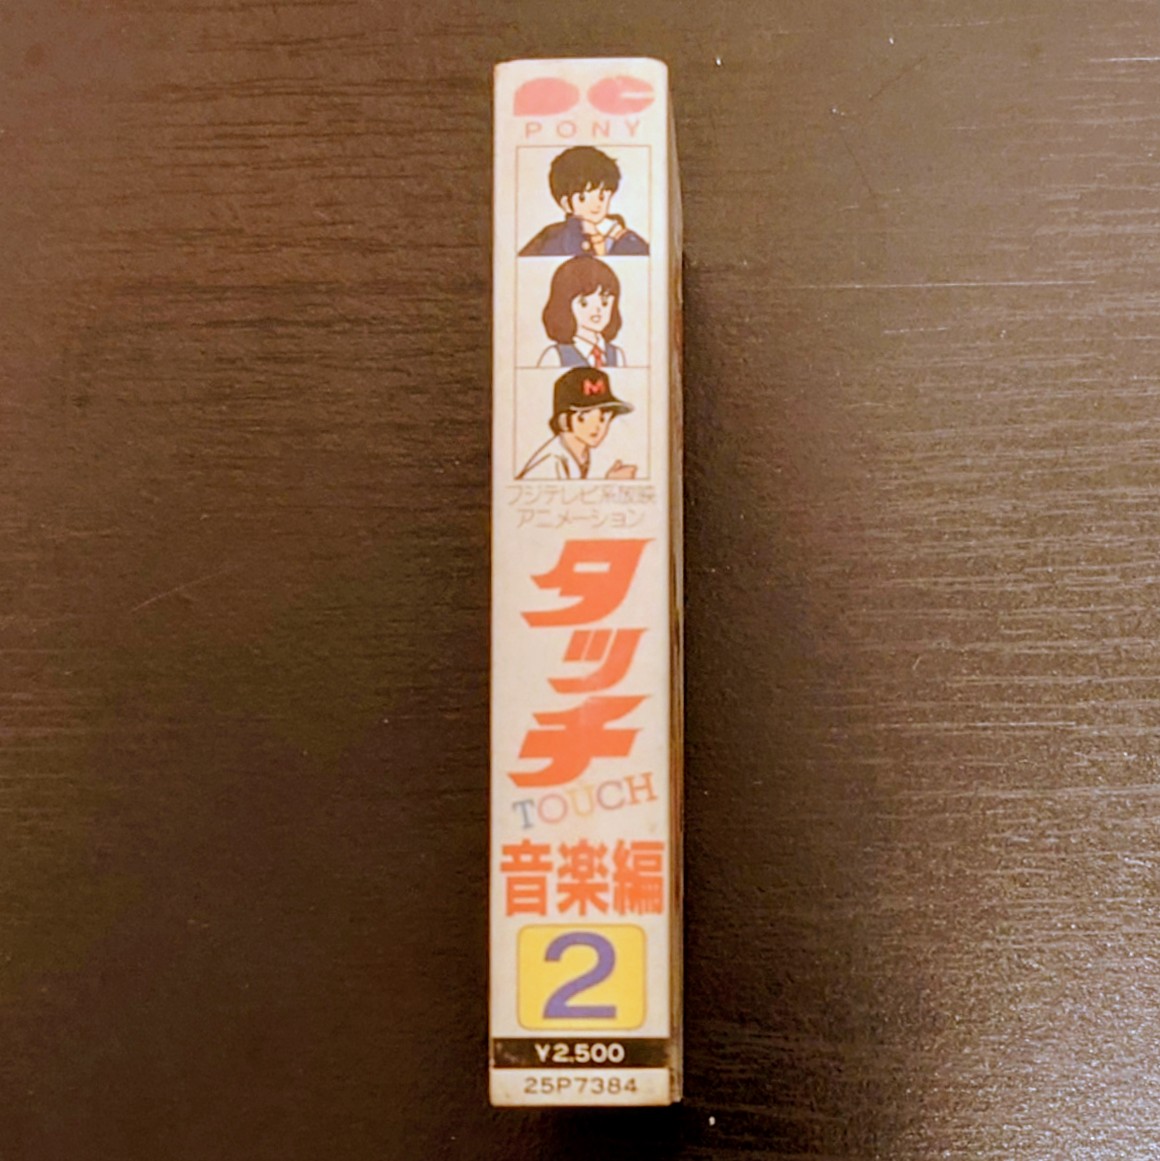 PC
PONY
M
フジテレビ系放映
アニメーション
タッチ
TOUCH
音楽編
2
¥2,500
25P7384